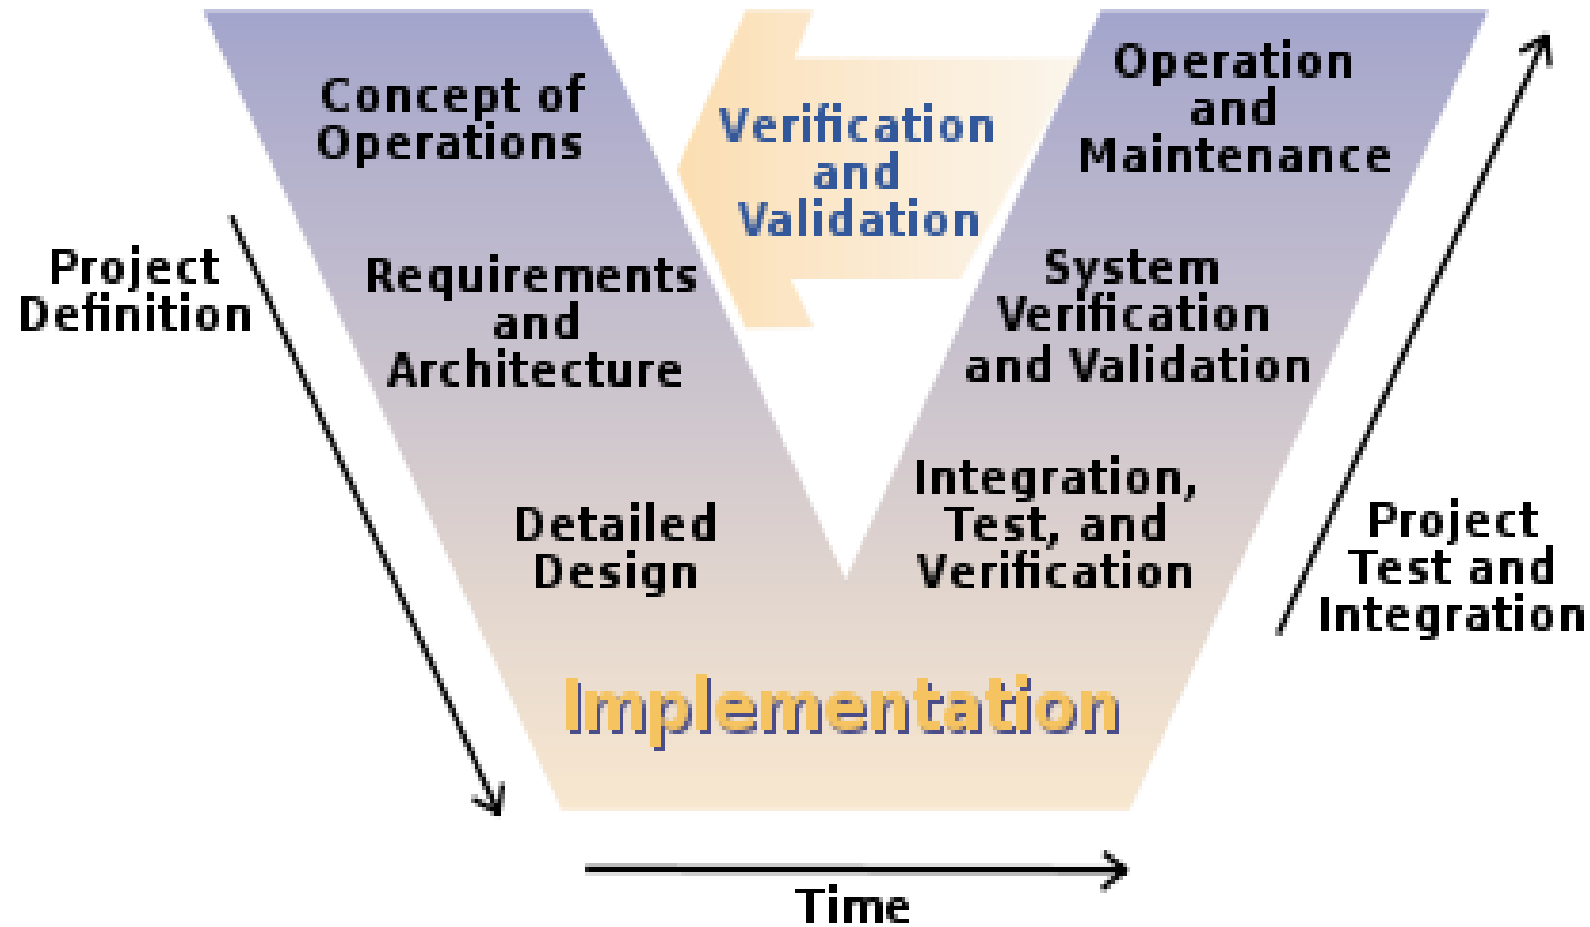 Concept of
Operations
Verification
and
Validation
Operation
and
Maintenance
Project
Definition
Requirements
and
Architecture
System
Verification
and Validation
Detailed
Design
Integration,
Test, and
Verification
Project
Test and
Integration
Implementation
Time